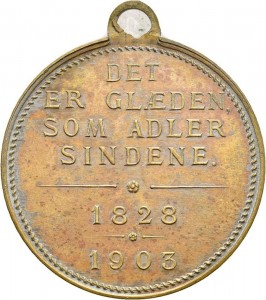 DET
ER GLÆDEN
SOM ADLER
SINDENE.
1828
1903